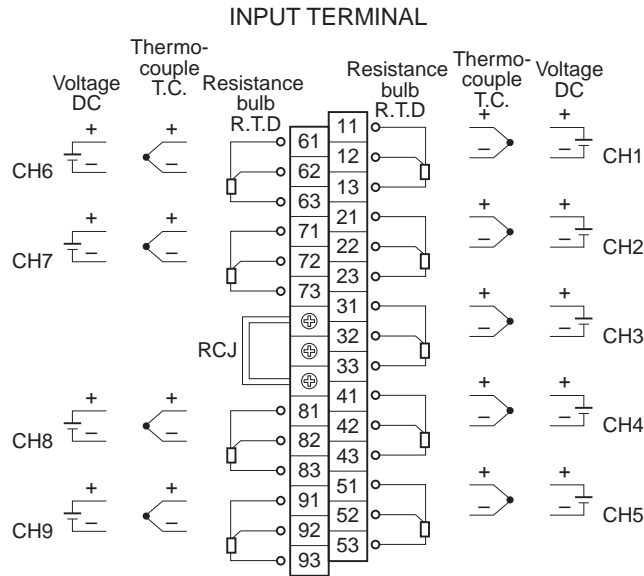 INPUT TERMINAL
Voltage
DC
Thermo-
couple
T.C.
Resistance
bulb
R.T.D
Resistance
bulb
R.T.D
Thermo-
couple
T.C.
Voltage
DC
CH6 + − + − 61 62 63
11 12 13 + − + − CH1
CH7 + − + − 71 72 73
21 22 23 + − + − CH2
RCJ
31 32 33 + − + − CH3
CH8 + − + − 81 82 83
41 42 43 + − + − CH4
CH9 + − + − 91 92 93
51 52 53 + − + − CH5